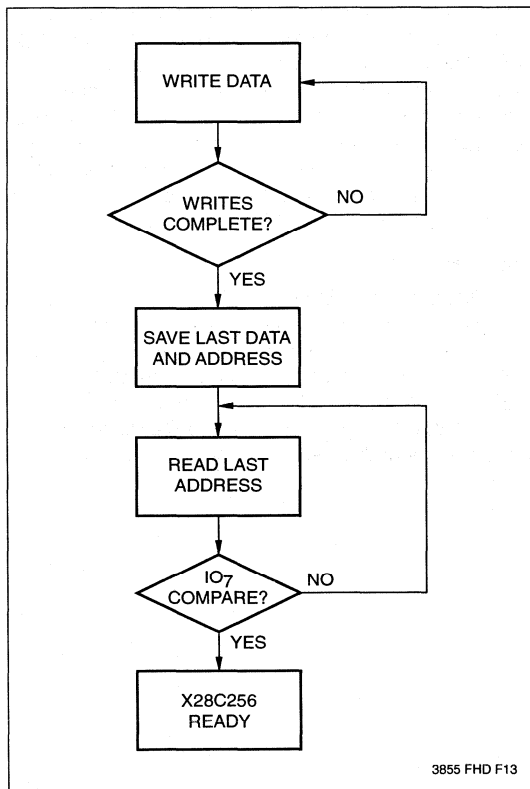 WRITE DATA
WRITES
COMPLETE?
NO
YES
SAVE LAST DATA
AND ADDRESS
READ LAST
ADDRESS
IO7
COMPARE?
NO
YES
X28C256
READY
3855 FHD F13